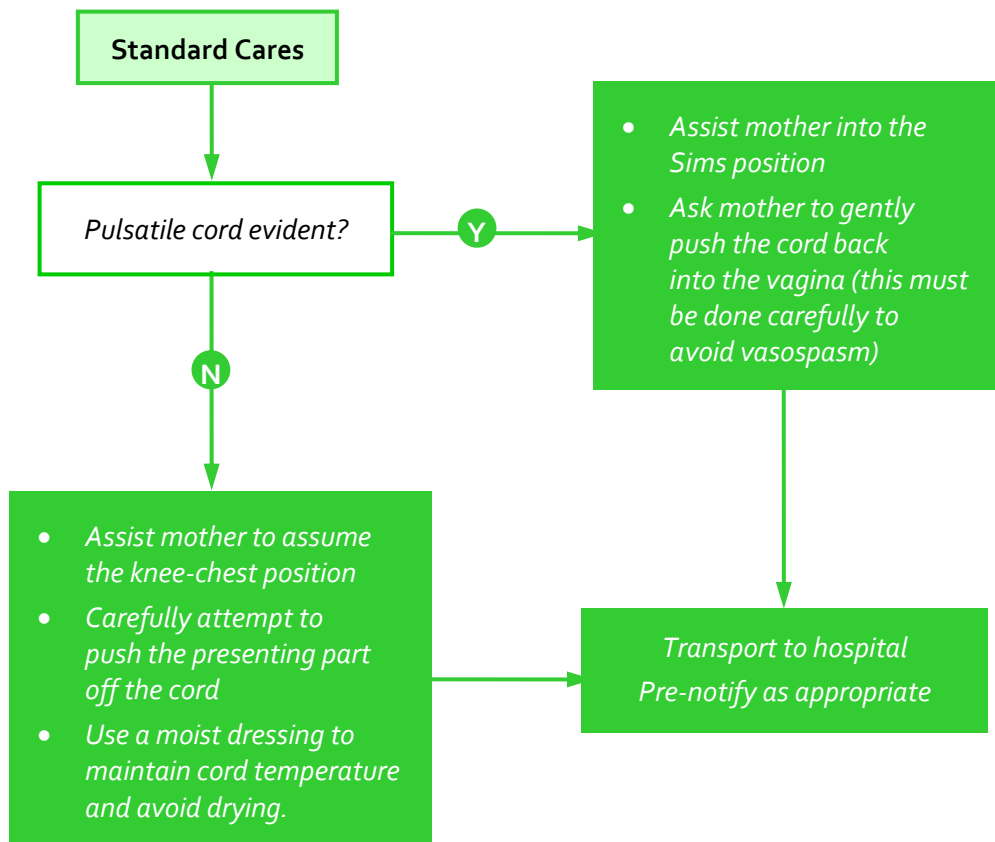 Standard Cares
Pulsatile cord evident?
Y
• Assist mother into the
Sims position
• Ask mother to gently
push the cord back
into the vagina (this must
be done carefully to
avoid vasospasm)
N
• Assist mother to assume
the knee-chest position
• Carefully attempt to
push the presenting part
off the cord
• Use a moist dressing to
maintain cord temperature
and avoid drying.
Transport to hospital
Pre-notify as appropriate